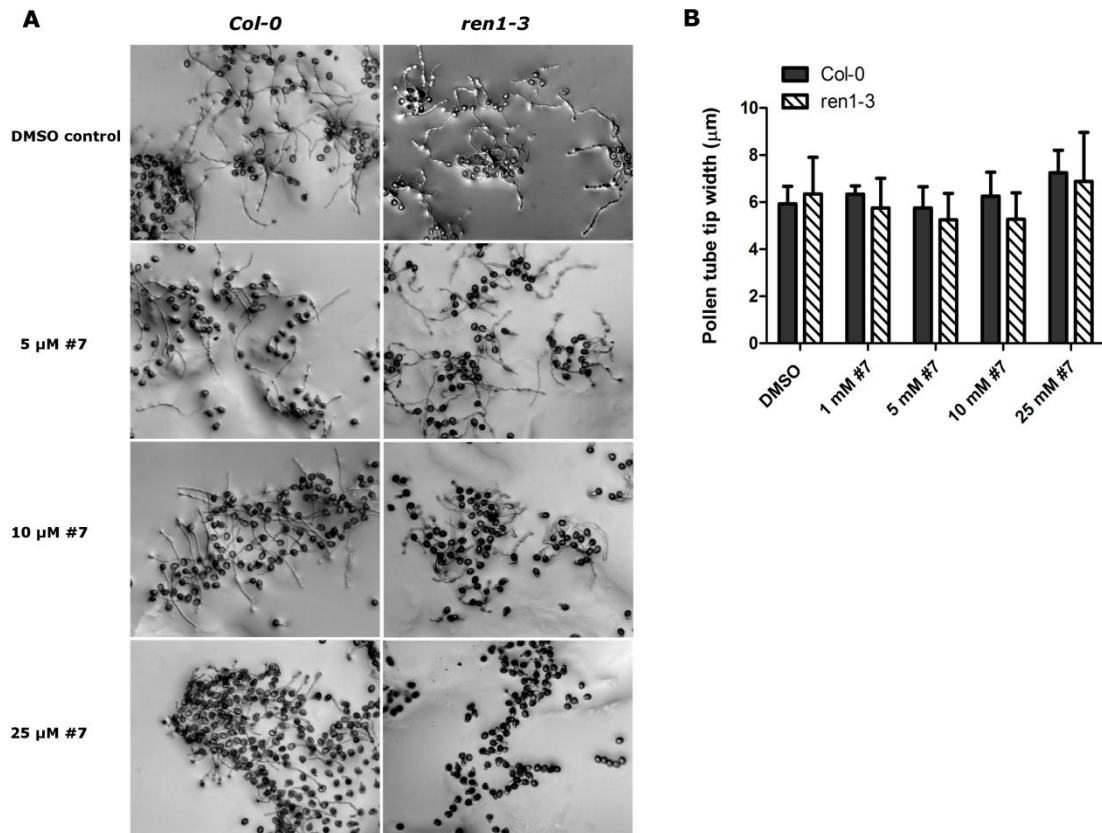 A
Col-0
ren1-3
DMSO control
5 µM #7
10 µM #7
25 µM #7
B
Col-0
ren1-3
Pollen tube tip width (µm)
8
6
4
2
0
DMSO
1 mM #7
5 mM #7
10 mM #7
25 mM #7